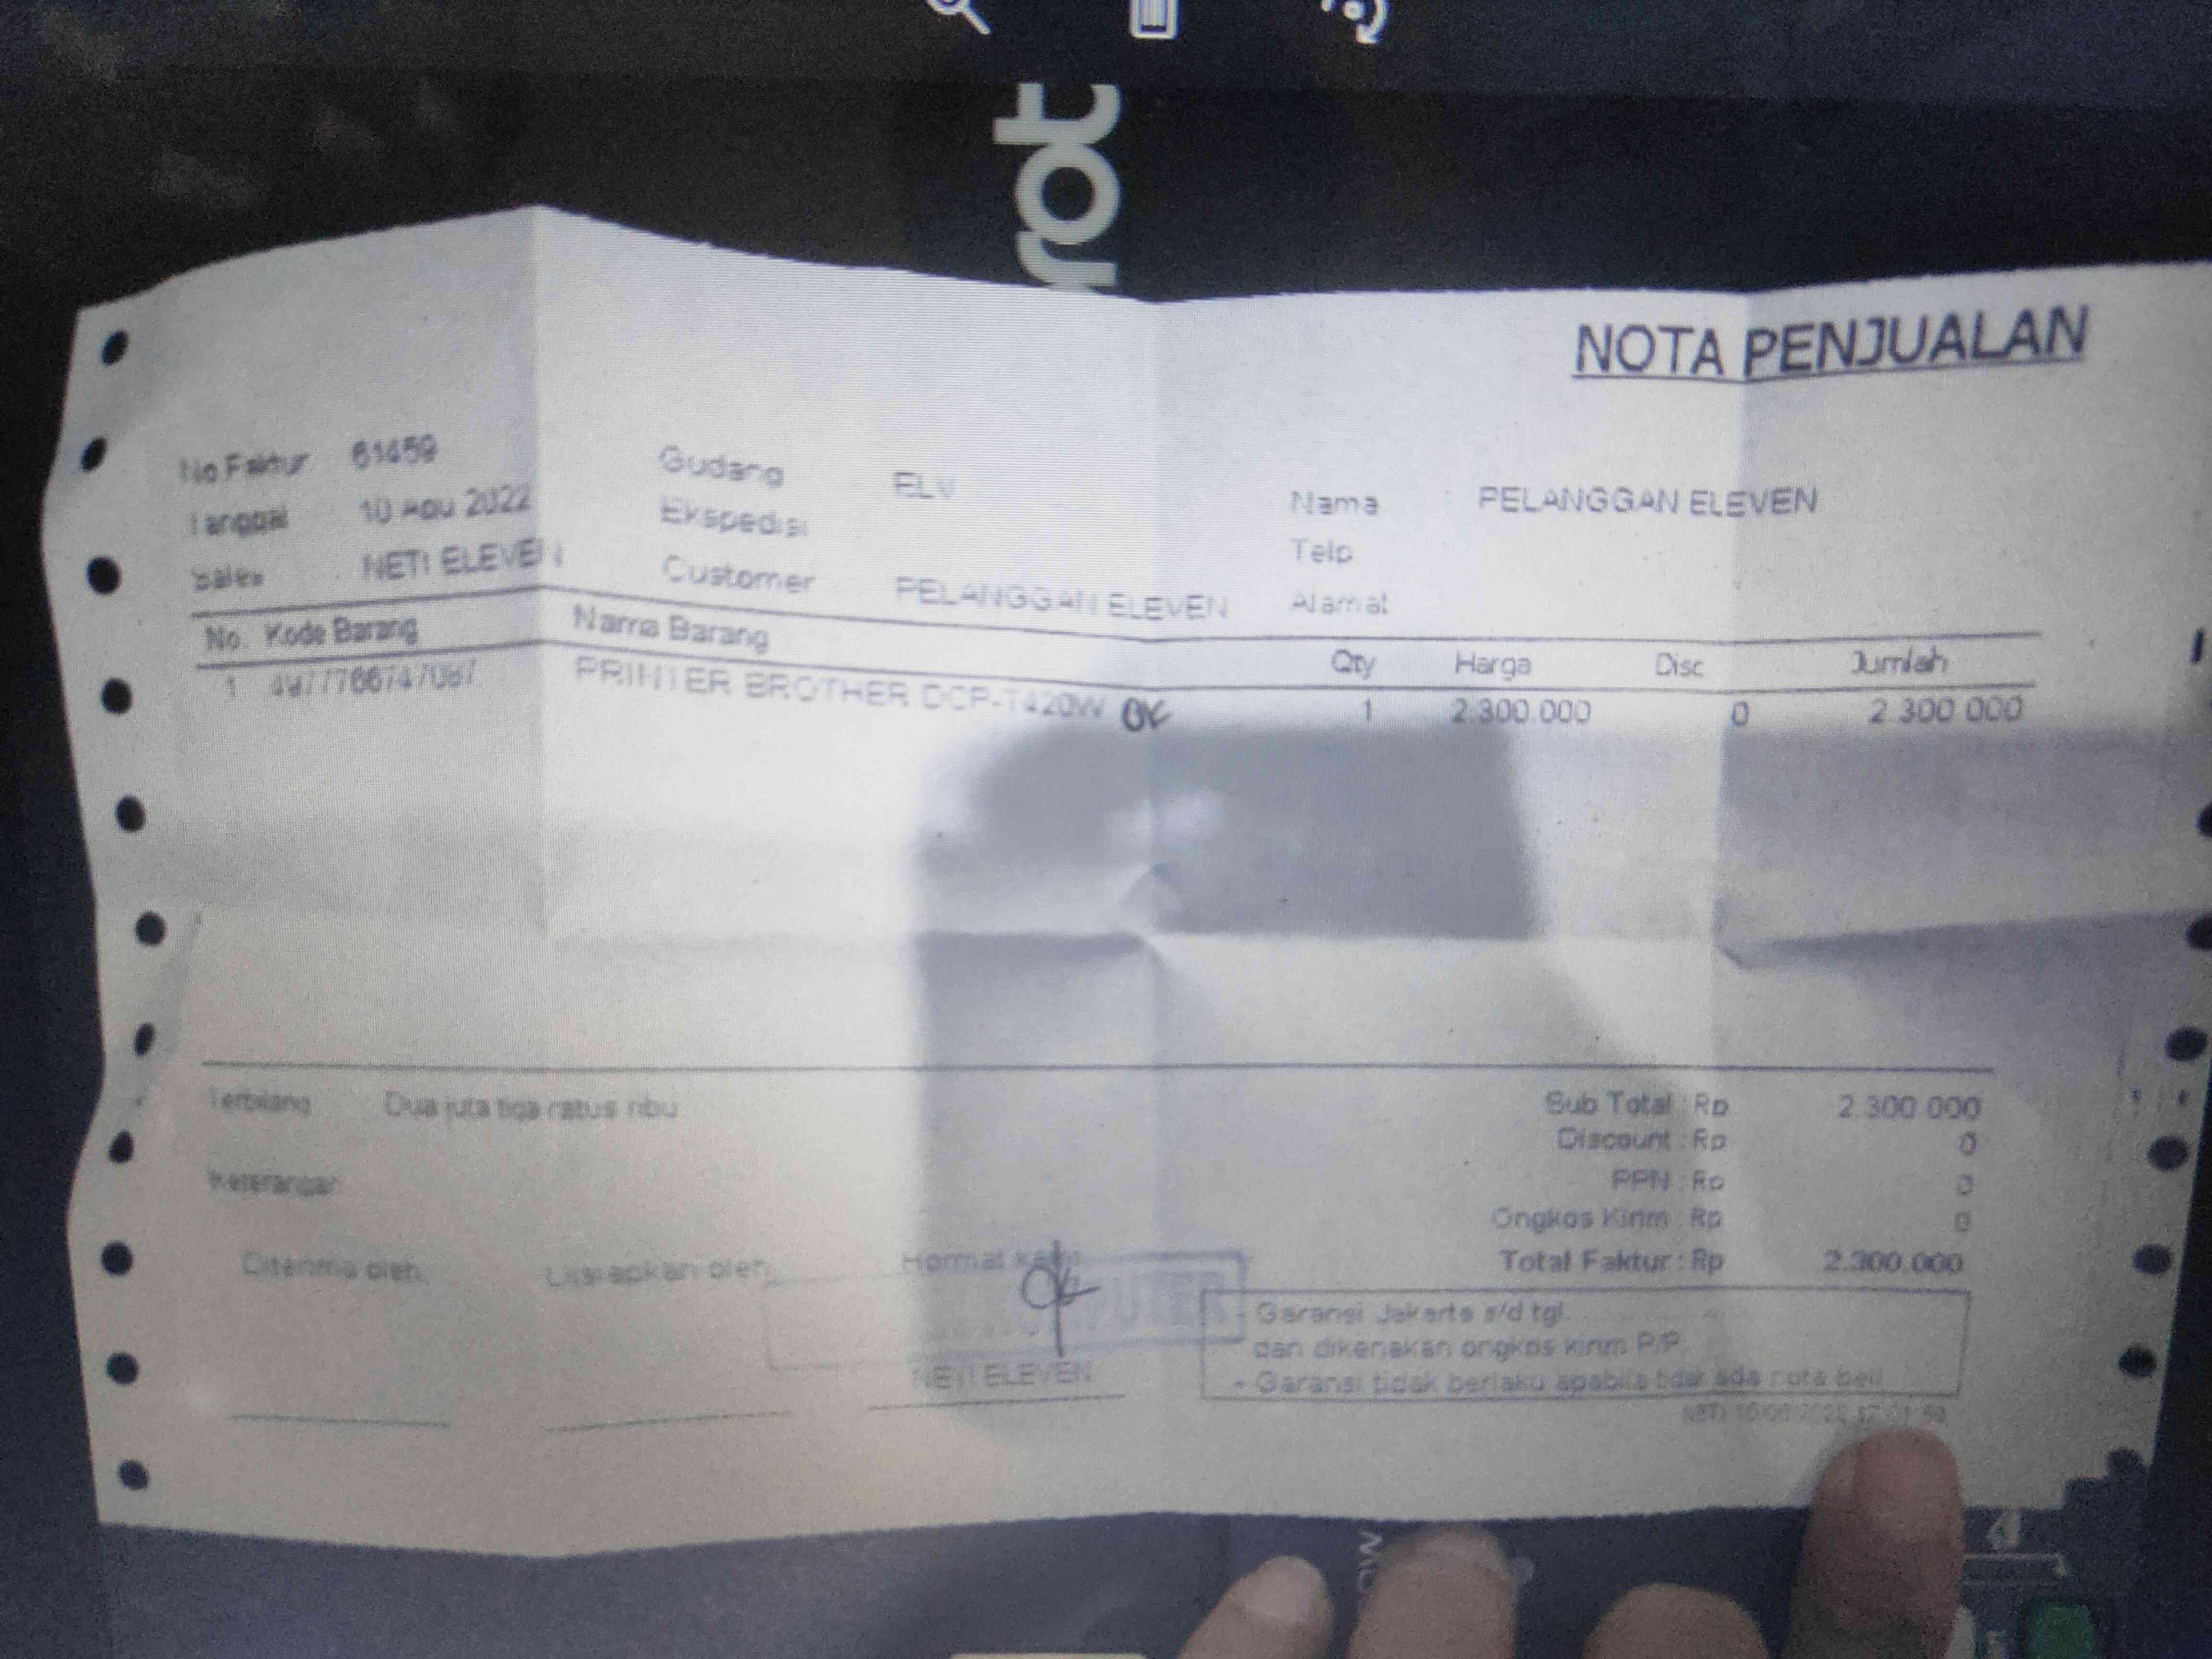 rot
NOTA PENJUALAN
No Faktur 61459
Tanggal 10 Agu 2022
Sales NETI ELEVEN
Gudang ELV
Ekspedisi
Customer PELANGGAN ELEVEN
Nama : PELANGGAN ELEVEN
Telp
Alamat
No. Kode Barang Nama Barang Qty Harga Disc Jumlah
1 PRINTER BROTHER DCP-T420W OK 1 2.300.000 0 2.300.000
Terbilang Dua juta tiga ratus ribu
Keterangan
Sub Total : Rp 2.300.000
Discount : Rp 0
PPN : Rp 0
Ongkos Kirim : Rp 0
Total Faktur : Rp 2.300.000
Diterima oleh, Disiapkan oleh, Hormat kami
NETI ELEVEN
- Garansi Jakarta s/d tgl.
dan dikenakan ongkos kirim P/P.
- Garansi tidak berlaku apabila tdak ada nota beli